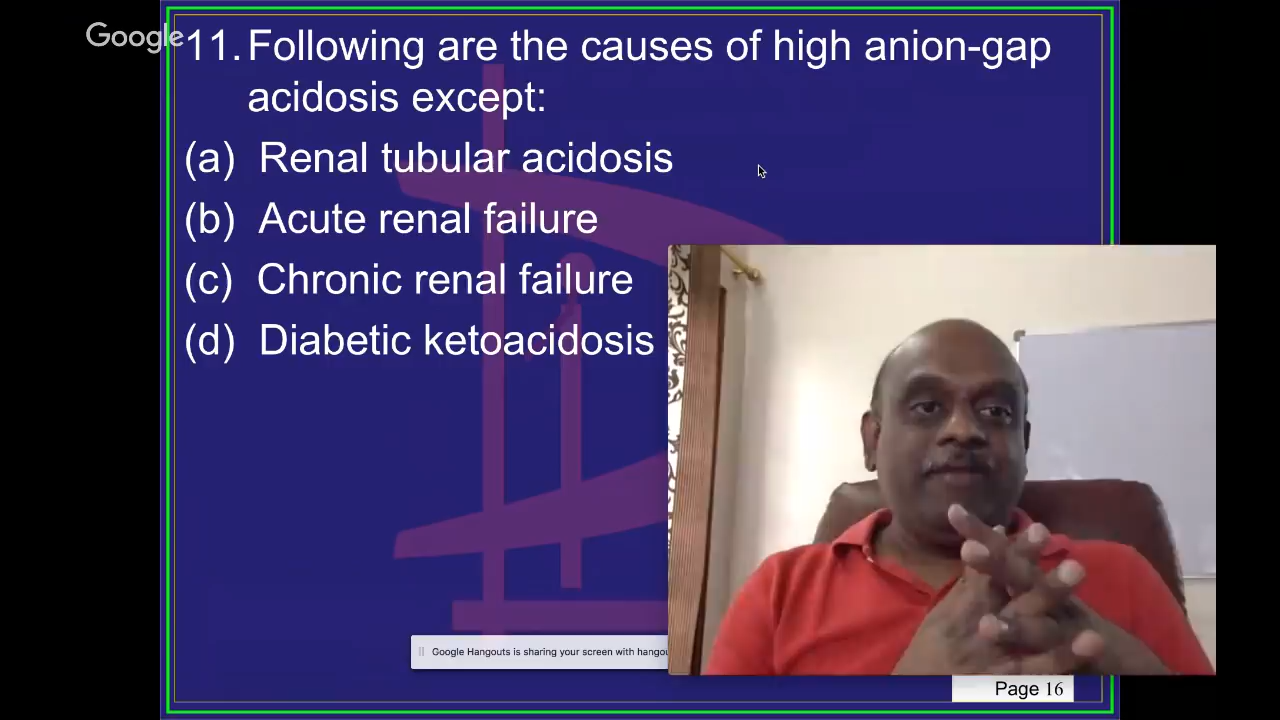 Google
11. Following are the causes of high anion-gap
acidosis except:
(a) Renal tubular acidosis
(b) Acute renal failure
(c) Chronic renal failure
(d) Diabetic ketoacidosis
Google Hangouts is sharing your screen with
Page 16